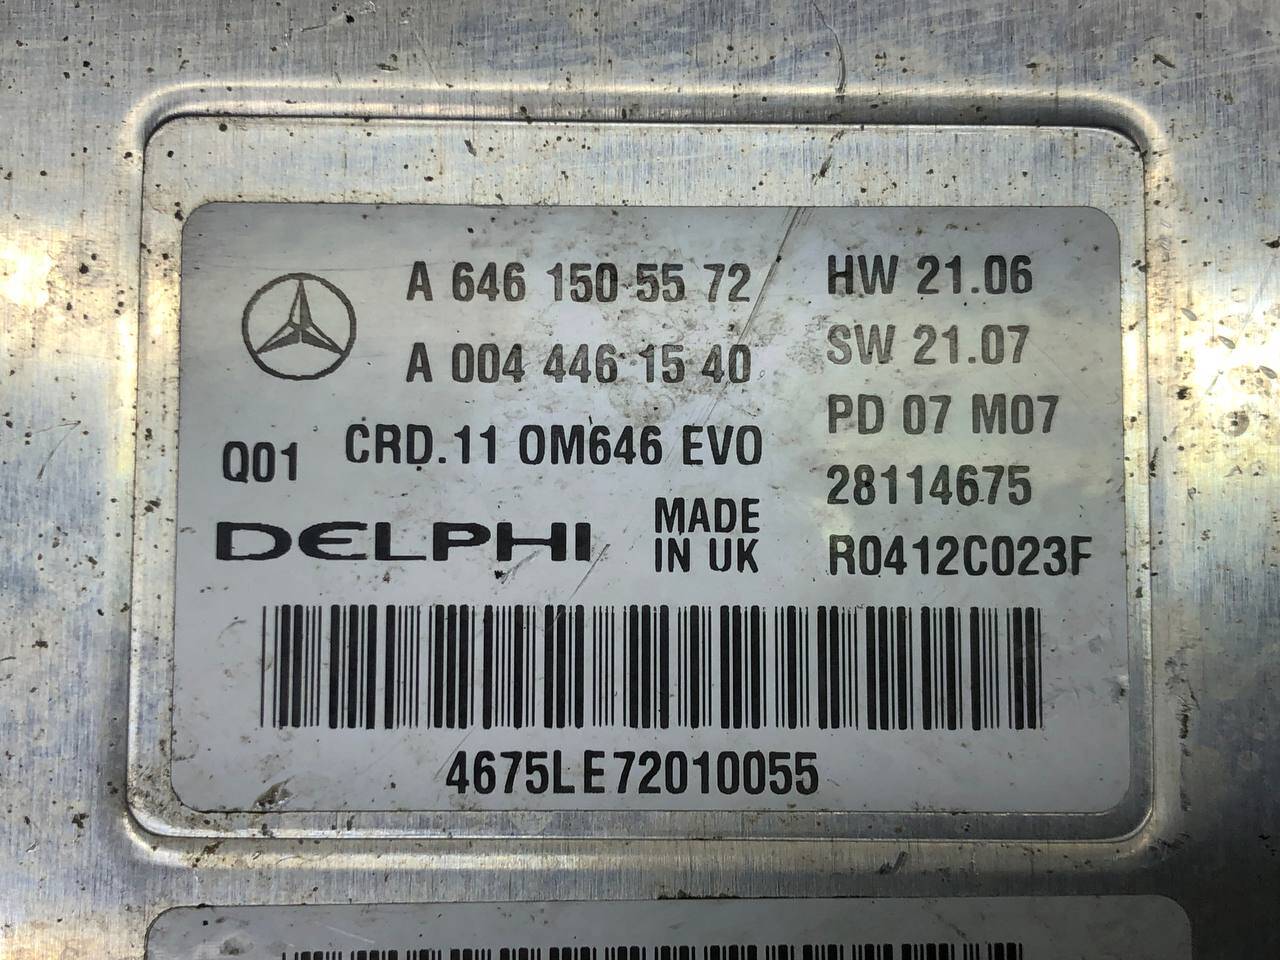 A 646 150 55 72
HW 21.06
A 004 446 15 40
SW 21.07
Q01
CRD.11 OM646 EVO
PD 07 M07
28114675
DELPHI
MADE
IN UK
R0412C023F
4675LE72010055